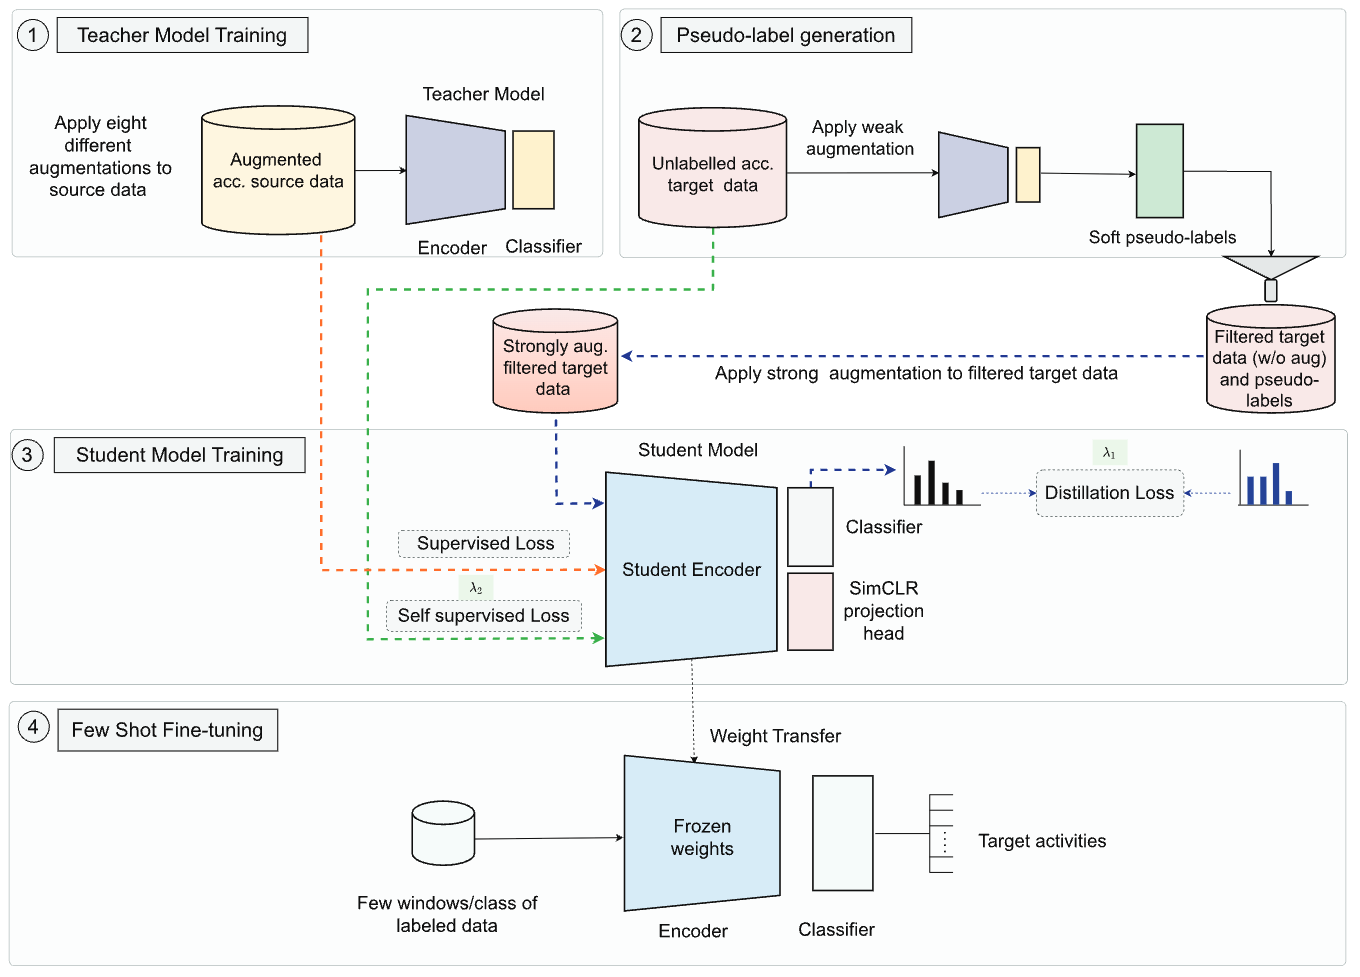 1 Teacher Model Training
Apply eight
different
augmentations to
source data
Augmented
acc. source data
Teacher Model
Encoder
Classifier
2 Pseudo-label generation
Unlabelled acc.
target data
Apply weak
augmentation
Soft pseudo-labels
Filtered target
data (w/o aug)
and pseudo-
labels
Apply strong augmentation to filtered target data
Strongly aug.
filtered target
data
3 Student Model Training
Student Model
Supervised Loss
λ2
Self supervised Loss
Student Encoder
Classifier
SimCLR
projection
head
λ1
Distillation Loss
4 Few Shot Fine-tuning
Weight Transfer
Few windows/class of
labeled data
Frozen
weights
Encoder
Classifier
Target activities